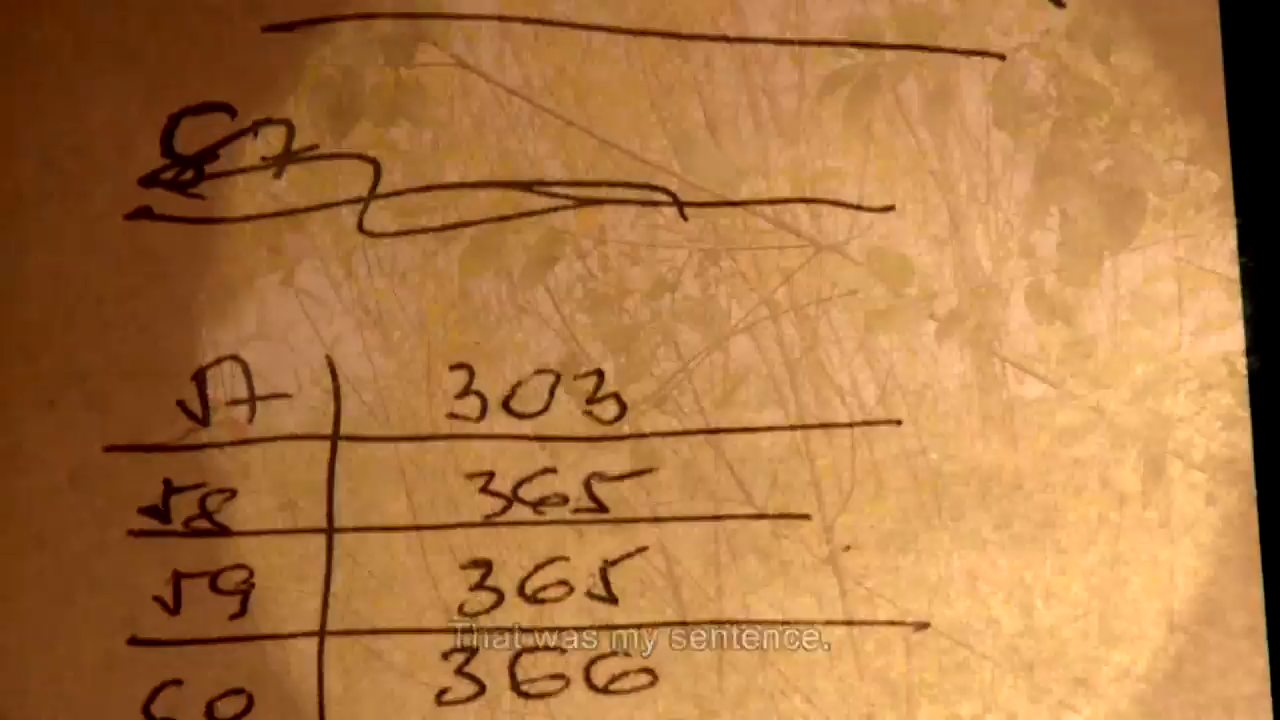 57 303
58 365
59 365
That was my sentence.
60 366